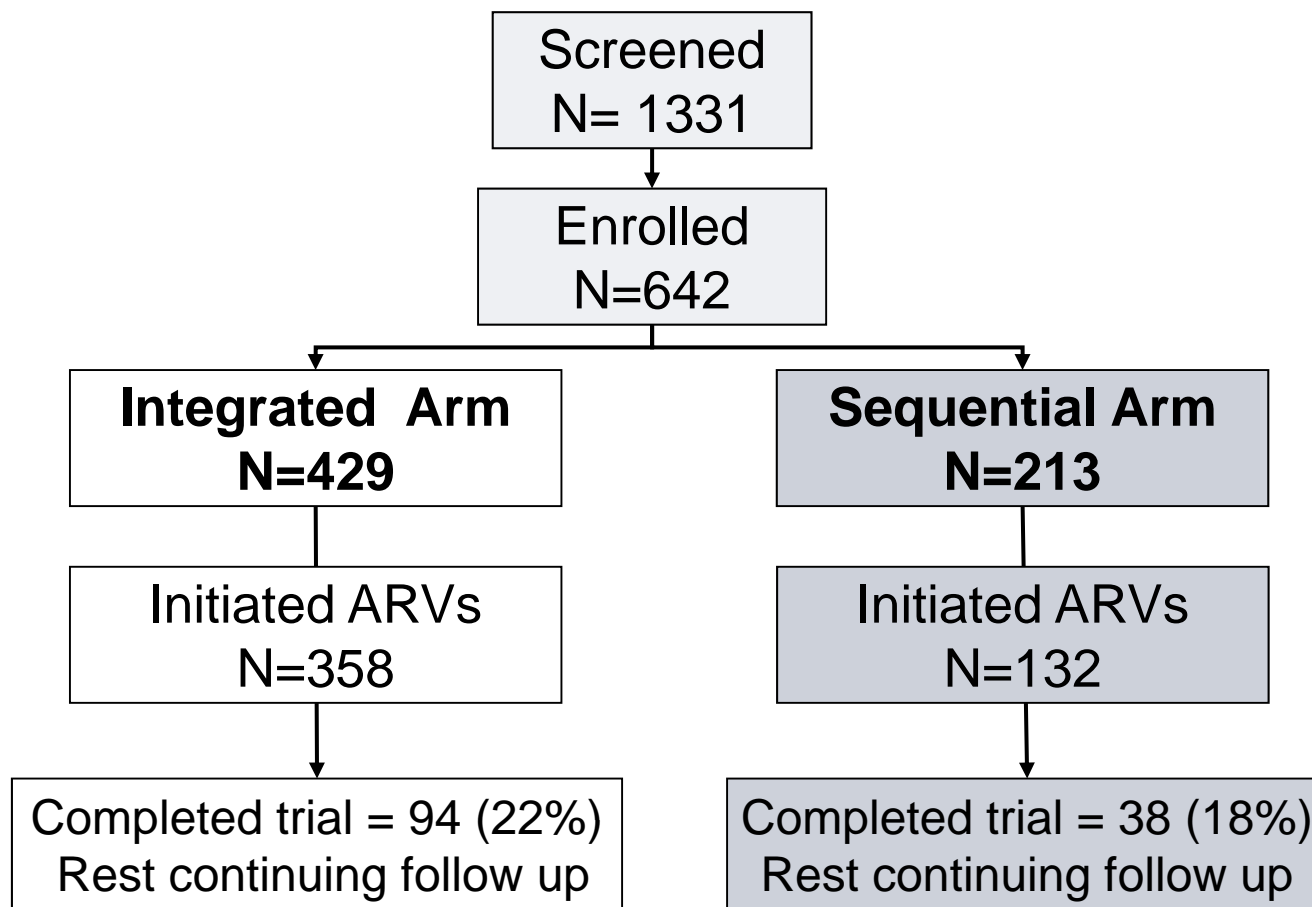 Screened
N= 1331
Enrolled
N=642
Integrated  Arm
N=429
Sequential Arm
N=213
Initiated ARVs
N=358
Initiated ARVs
N=132
Completed trial = 94 (22%)
Rest continuing follow up
Completed trial = 38 (18%)
Rest continuing follow up